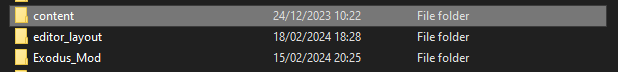 content 24/12/2023 10:22 File folder
editor_layout 18/02/2024 18:28 File folder
Exodus_Mod 15/02/2024 20:25 File folder